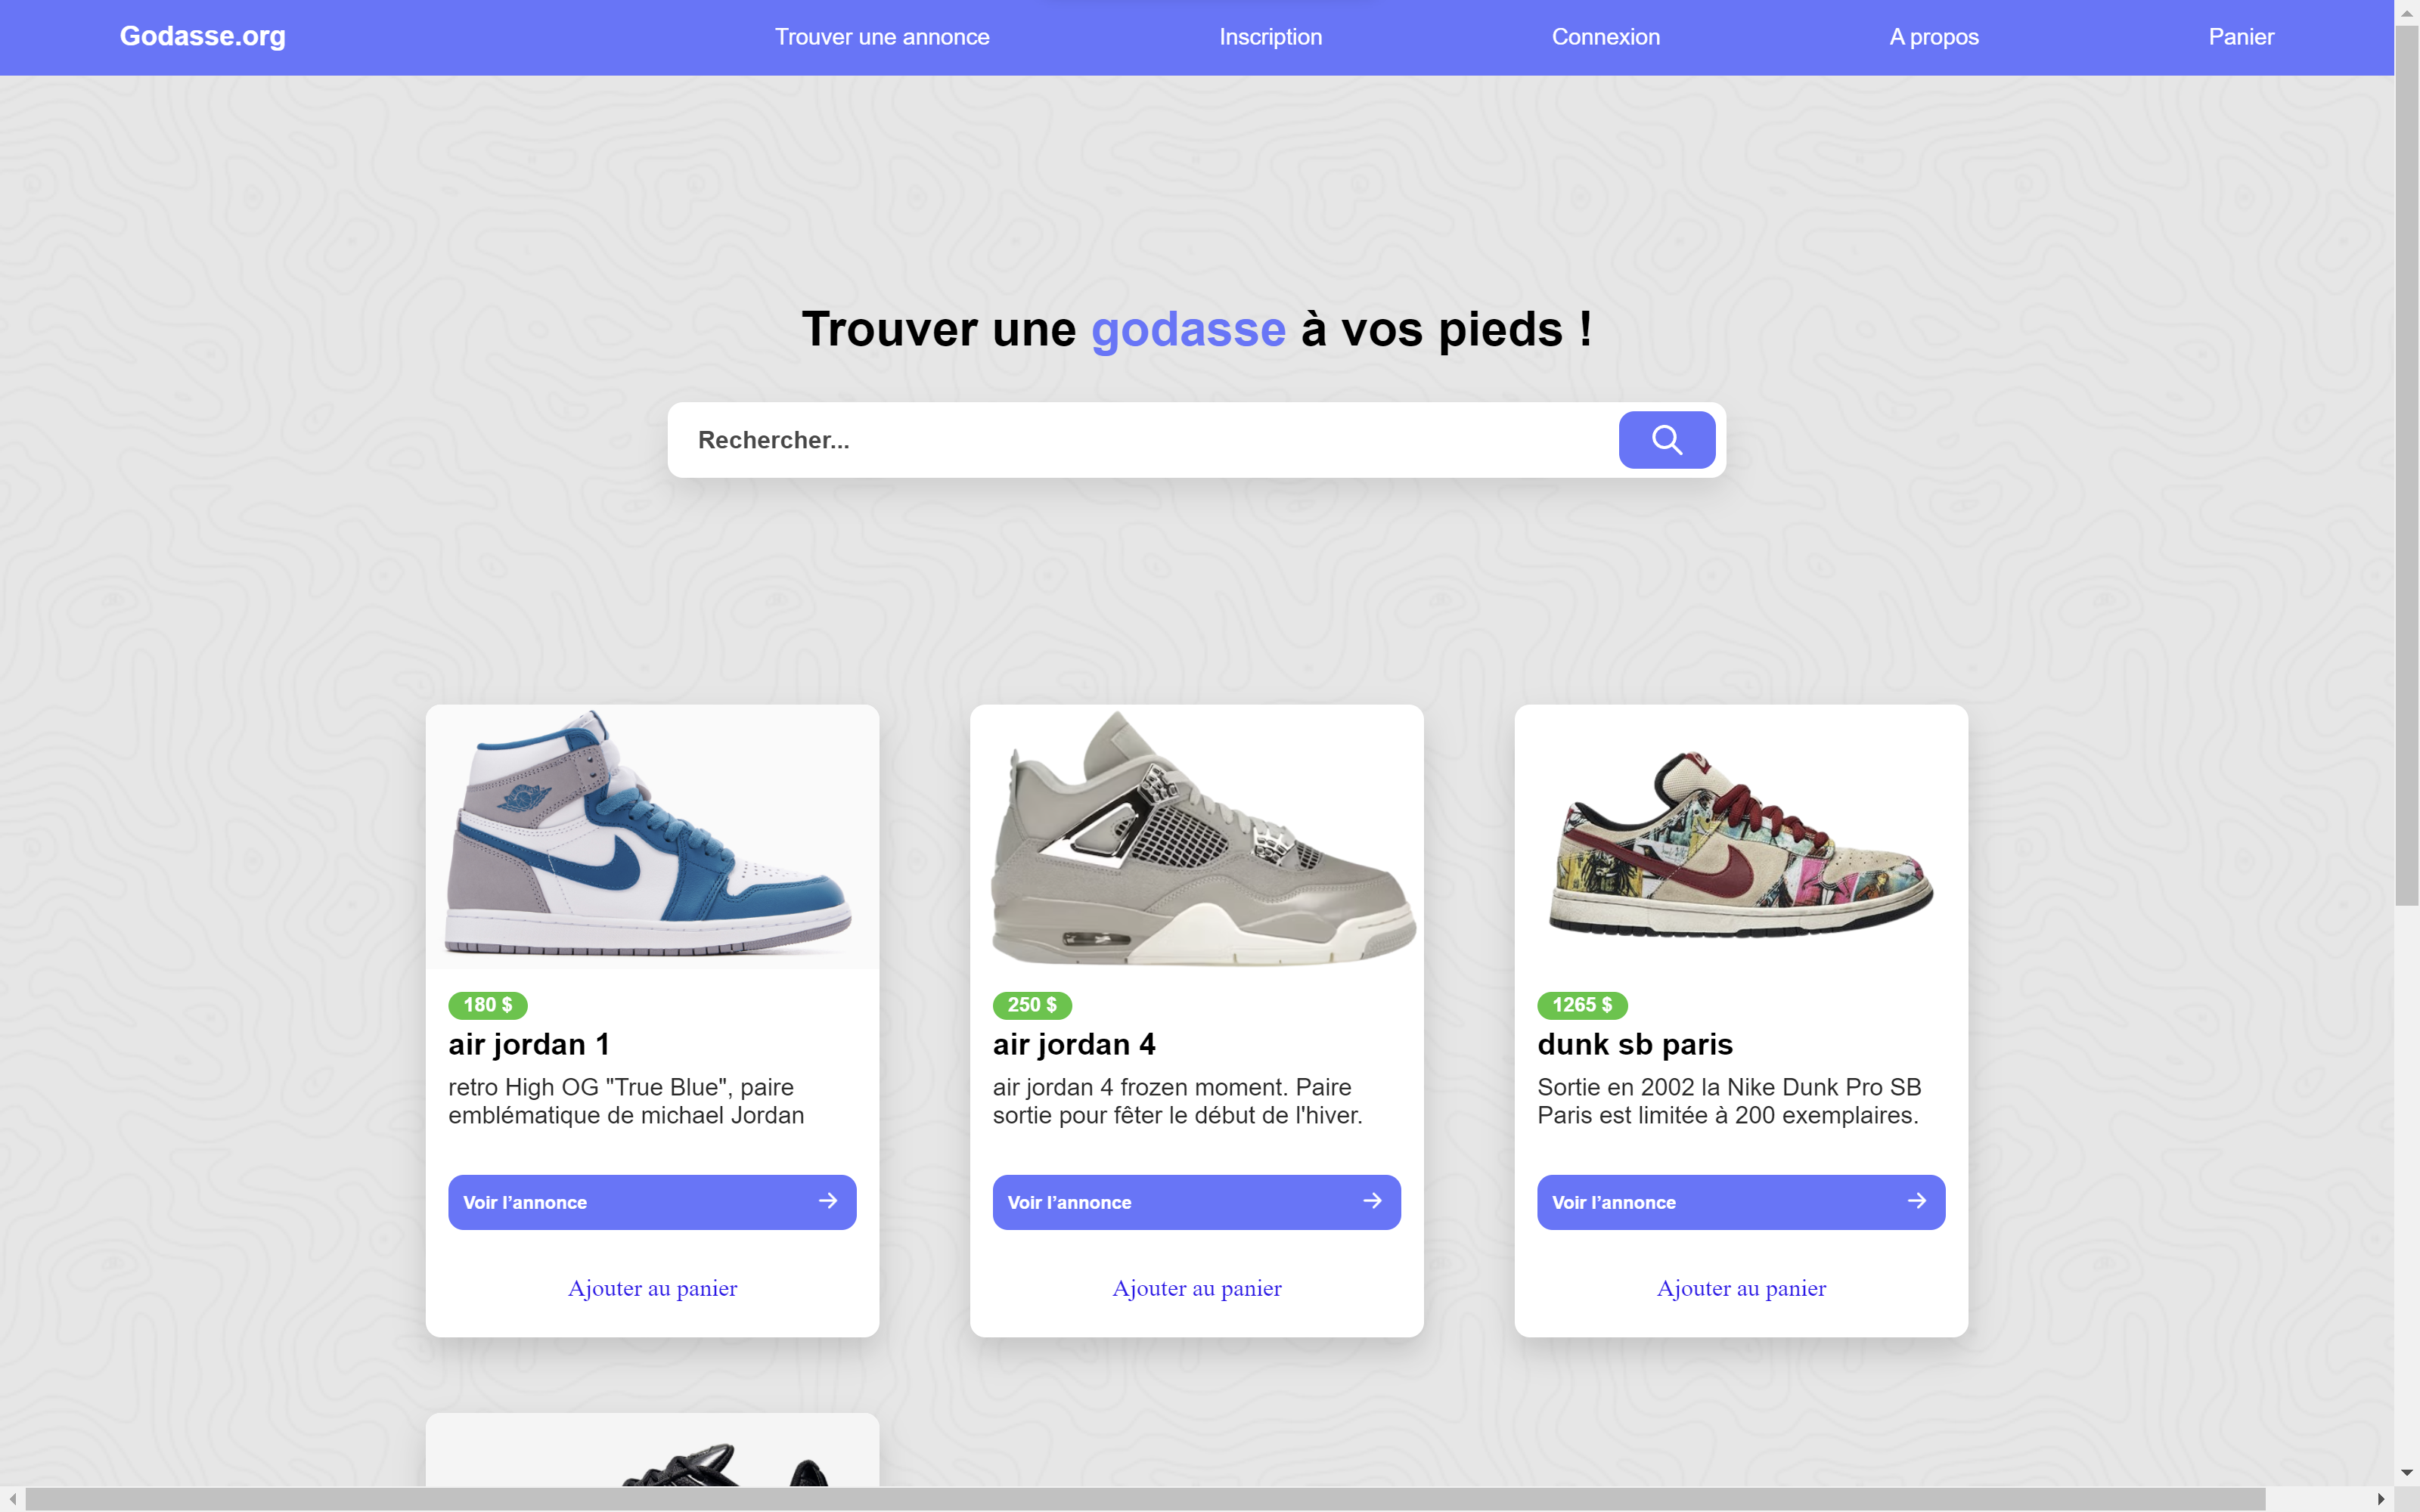 Godasse.org
Trouver une annonce
Inscription
Connexion
A propos
Panier
Trouver une godasse à vos pieds !
Rechercher...
180 $
air jordan 1
retro High OG "True Blue", paire
emblématique de michael Jordan
Voir l’annonce
Ajouter au panier
250 $
air jordan 4
air jordan 4 frozen moment. Paire
sortie pour fêter le début de l'hiver.
Voir l’annonce
Ajouter au panier
1265 $
dunk sb paris
Sortie en 2002 la Nike Dunk Pro SB
Paris est limitée à 200 exemplaires.
Voir l’annonce
Ajouter au panier